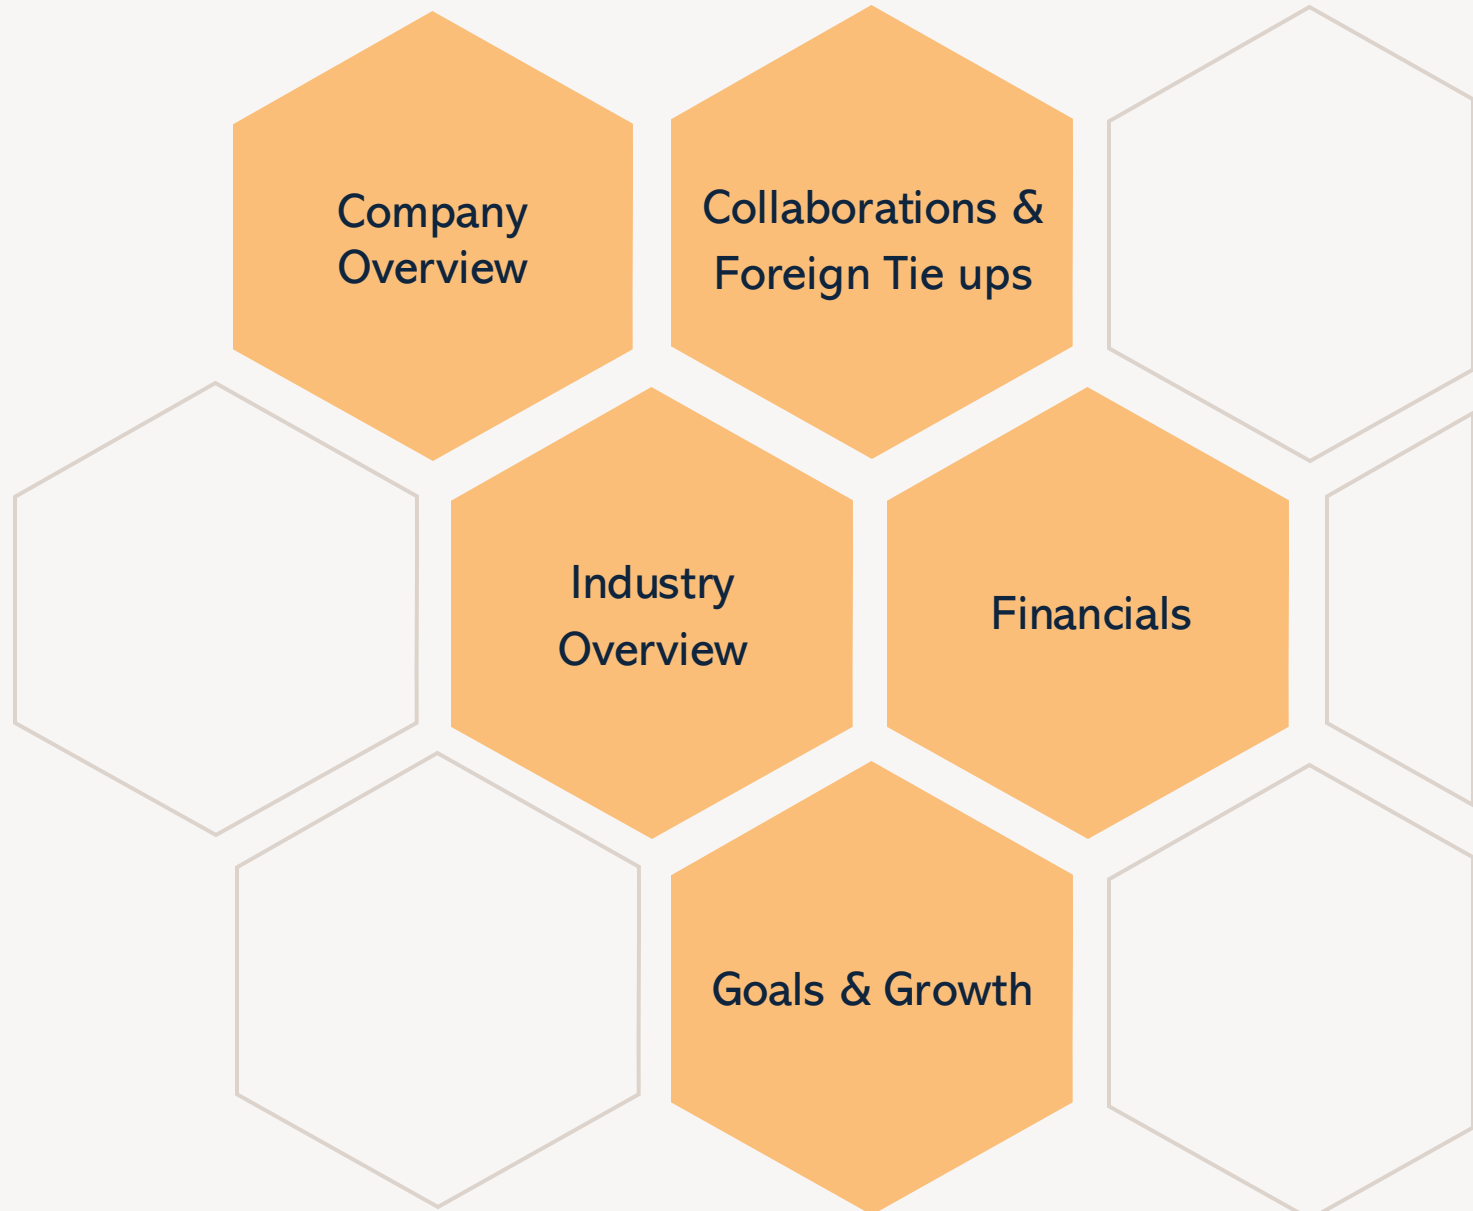 Company
Overview
Collaborations &
Foreign Tie ups
Industry
Overview
Financials
Goals & Growth